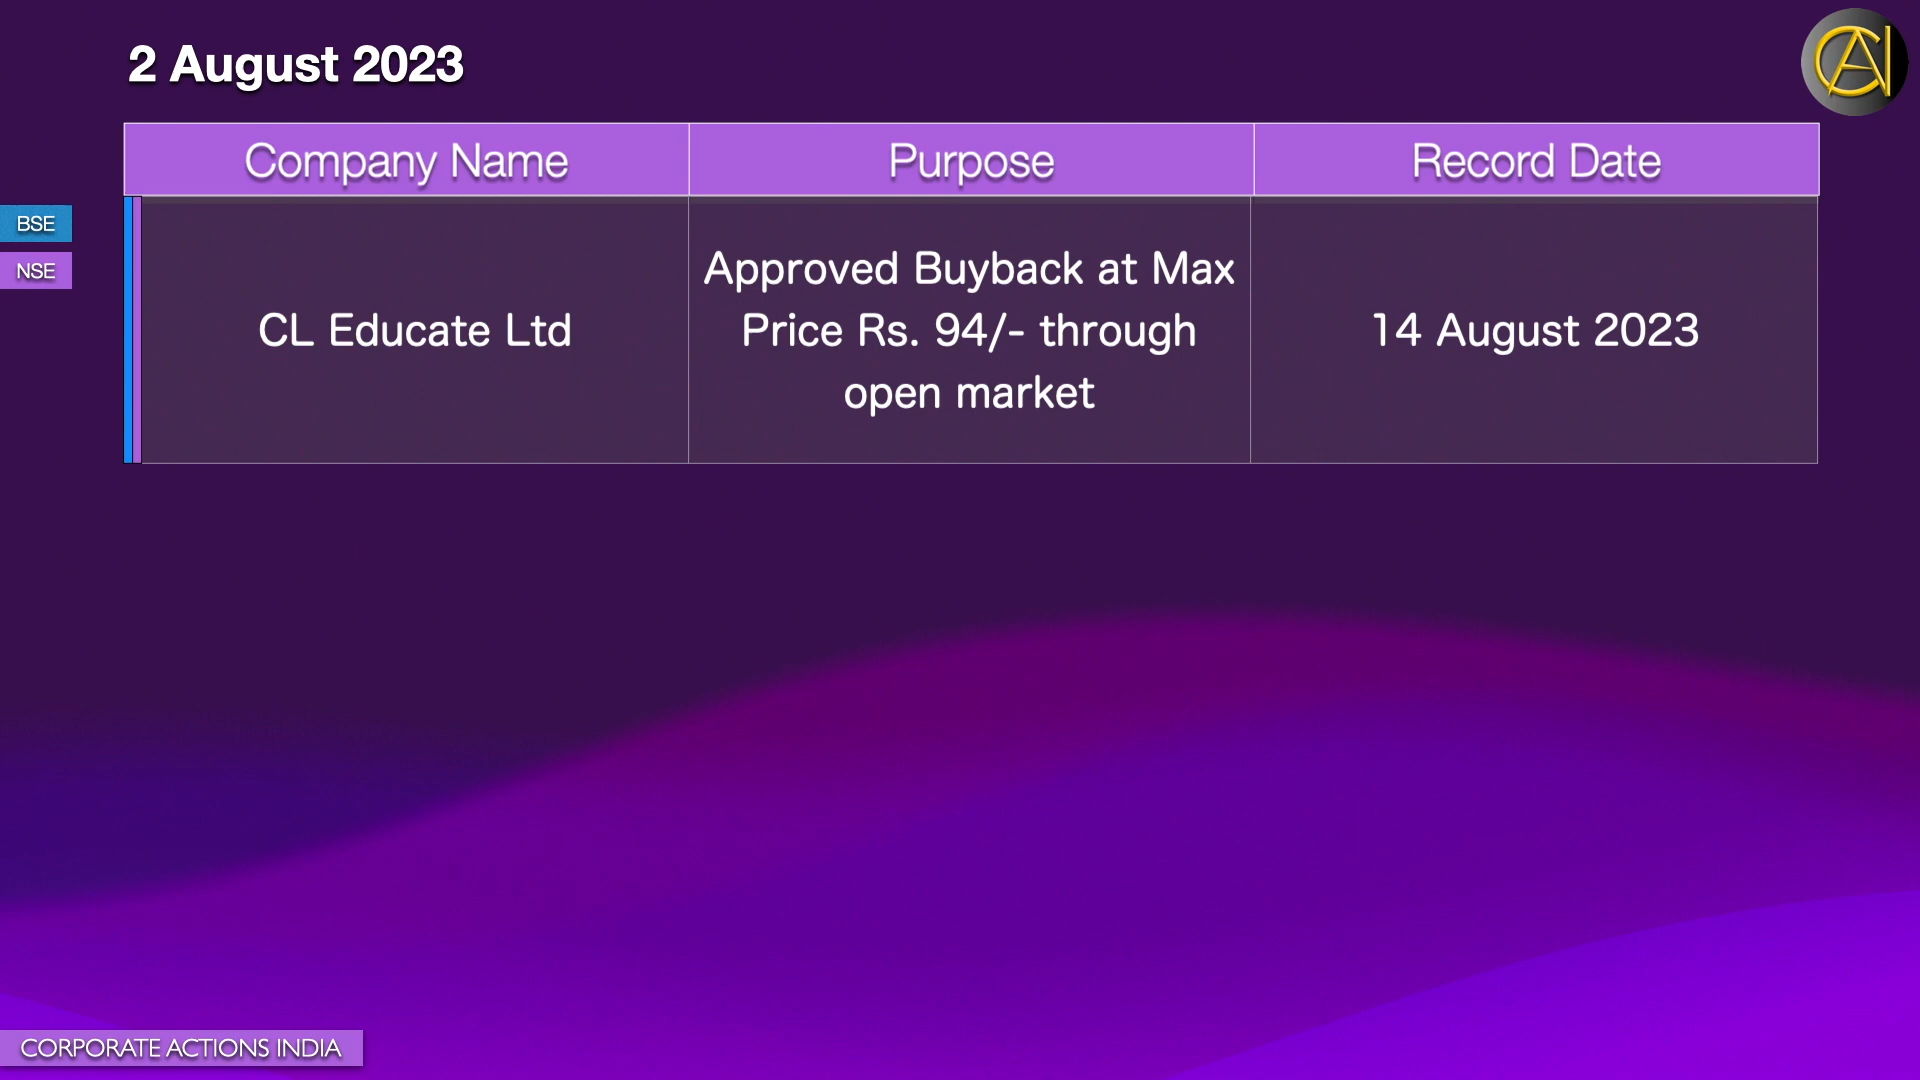 2 August 2023
CAI
Company Name
Purpose
Record Date
BSE
NSE
CL Educate Ltd
Approved Buyback at Max
Price Rs. 94/- through
open market
14 August 2023
CORPORATE ACTIONS INDIA